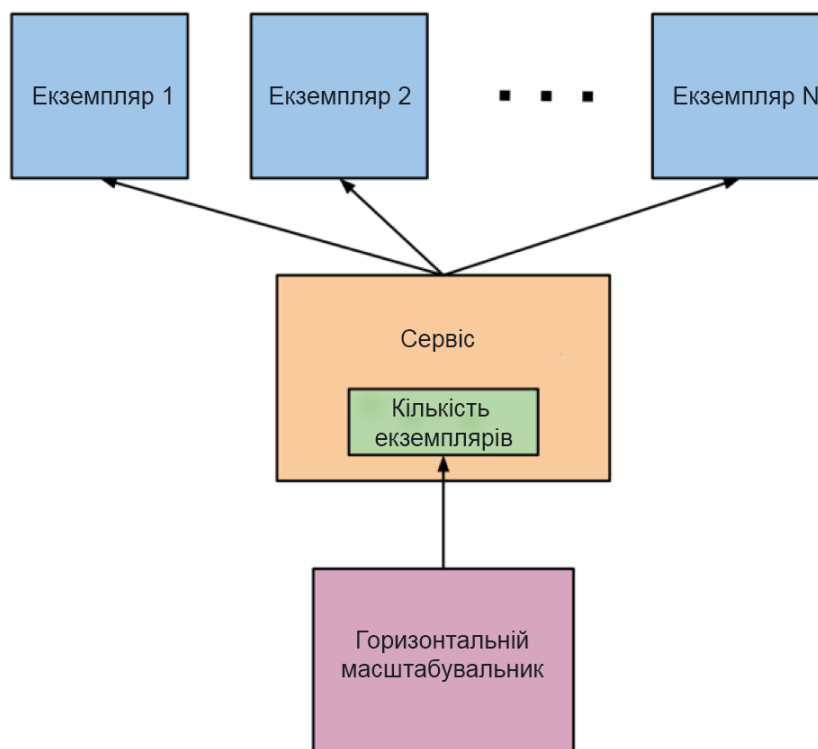 Екземпляр 1
Екземпляр 2
Екземпляр N
Сервіс
Кількість
екземплярів
Горизонтальній
масштабувальник